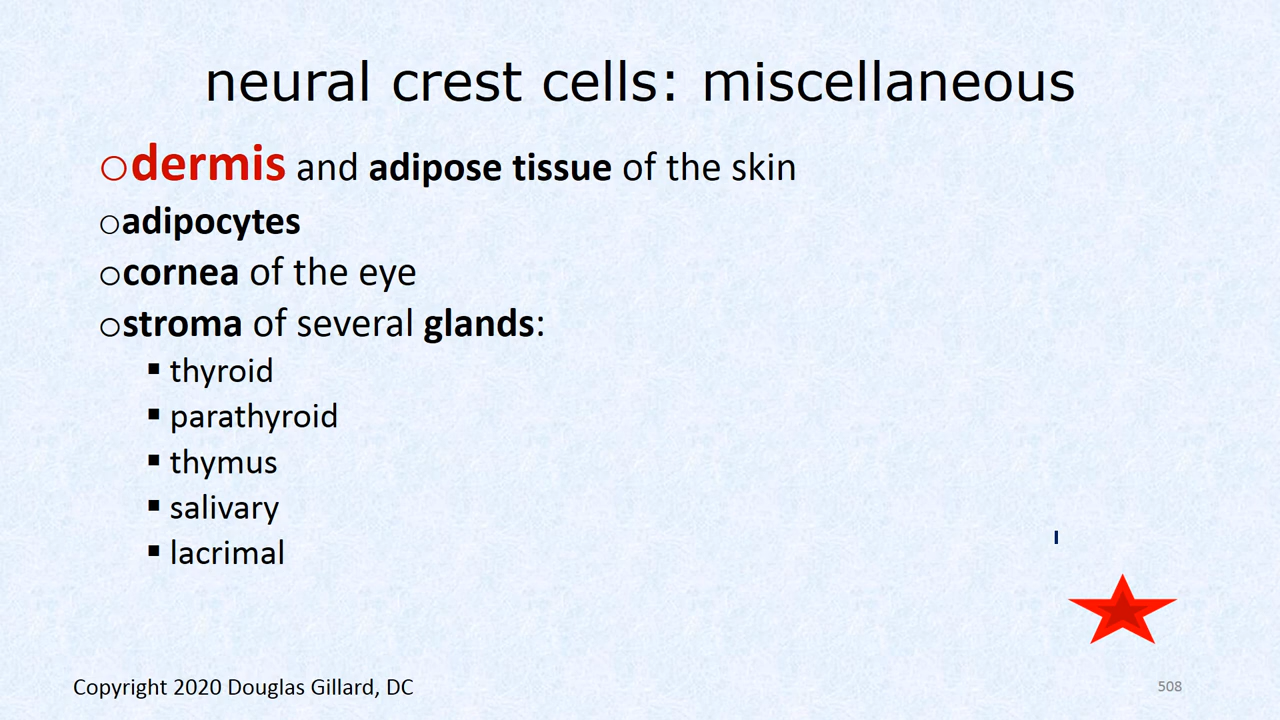 neural crest cells: miscellaneous
○dermis and adipose tissue of the skin
○adipocytes
○cornea of the eye
○stroma of several glands:
▪ thyroid
▪ parathyroid
▪ thymus
▪ salivary
▪ lacrimal
Copyright 2020 Douglas Gillard, DC
508